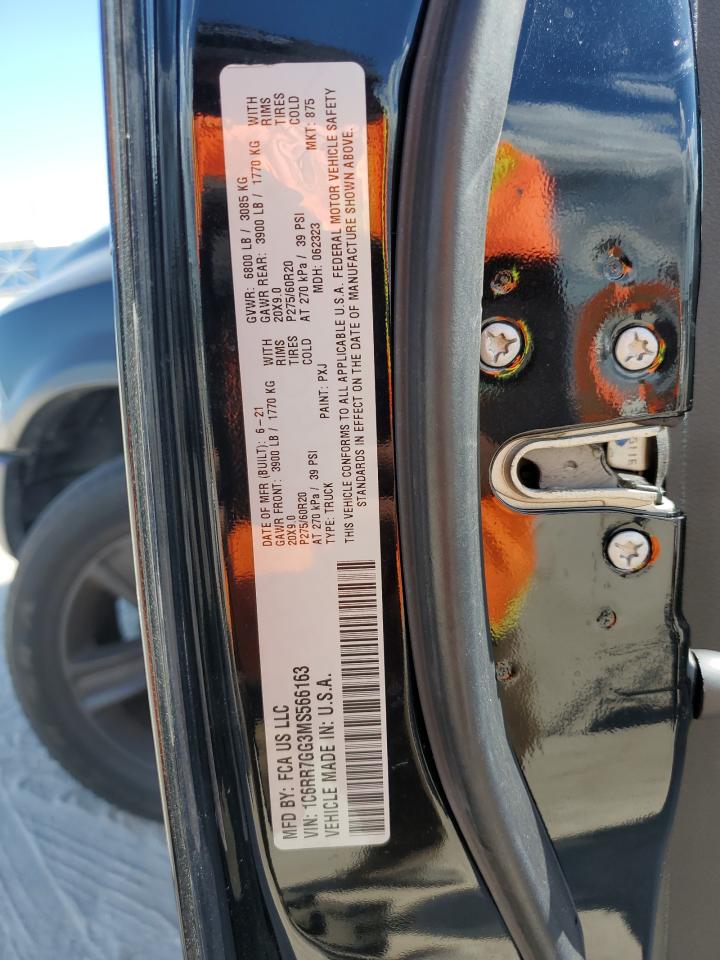 MFD BY: FCA US LLC
VIN: 1C6RR7GG3MS566163
VEHICLE MADE IN: U.S.A.
DATE OF MFR (BUILT): 6-21
GAWR FRONT: 3900 LB / 1770 KG WITH
20X9.0 RIMS
P275/60R20 TIRES
AT 270 kPa / 39 PSI COLD
TYPE: TRUCK PAINT: PXJ
GVWR: 6800 LB / 3085 KG
GAWR REAR: 3900 LB / 1770 KG WITH
20X9.0 RIMS
P275/60R20 TIRES
AT 270 kPa / 39 PSI COLD
MDH: 062323 MKT: 875
THIS VEHICLE CONFORMS TO ALL APPLICABLE U.S.A. FEDERAL MOTOR VEHICLE SAFETY
STANDARDS IN EFFECT ON THE DATE OF MANUFACTURE SHOWN ABOVE.